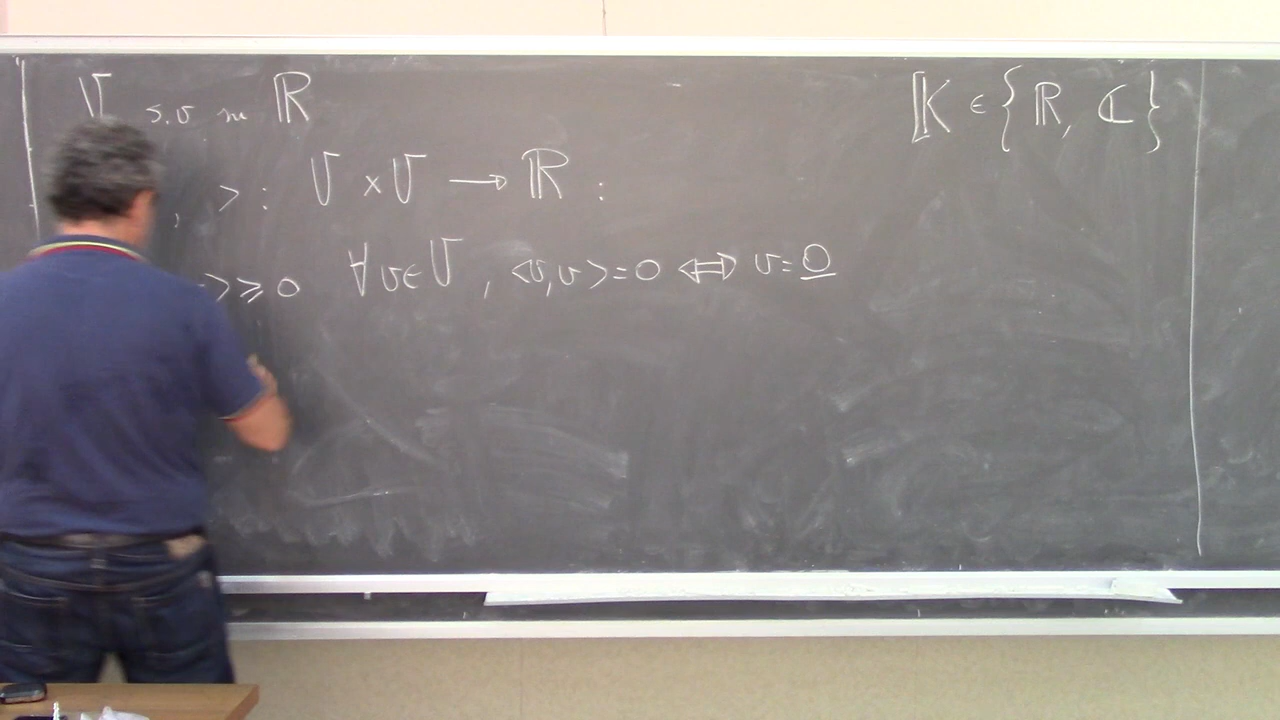 V s.v su ℝ
, >: V × V → ℝ :
> ⩾ 0 ∀ v ∈ V , <v, v> = 0 ⟺ v = 0
𝕂 ∈ {ℝ, ℂ}